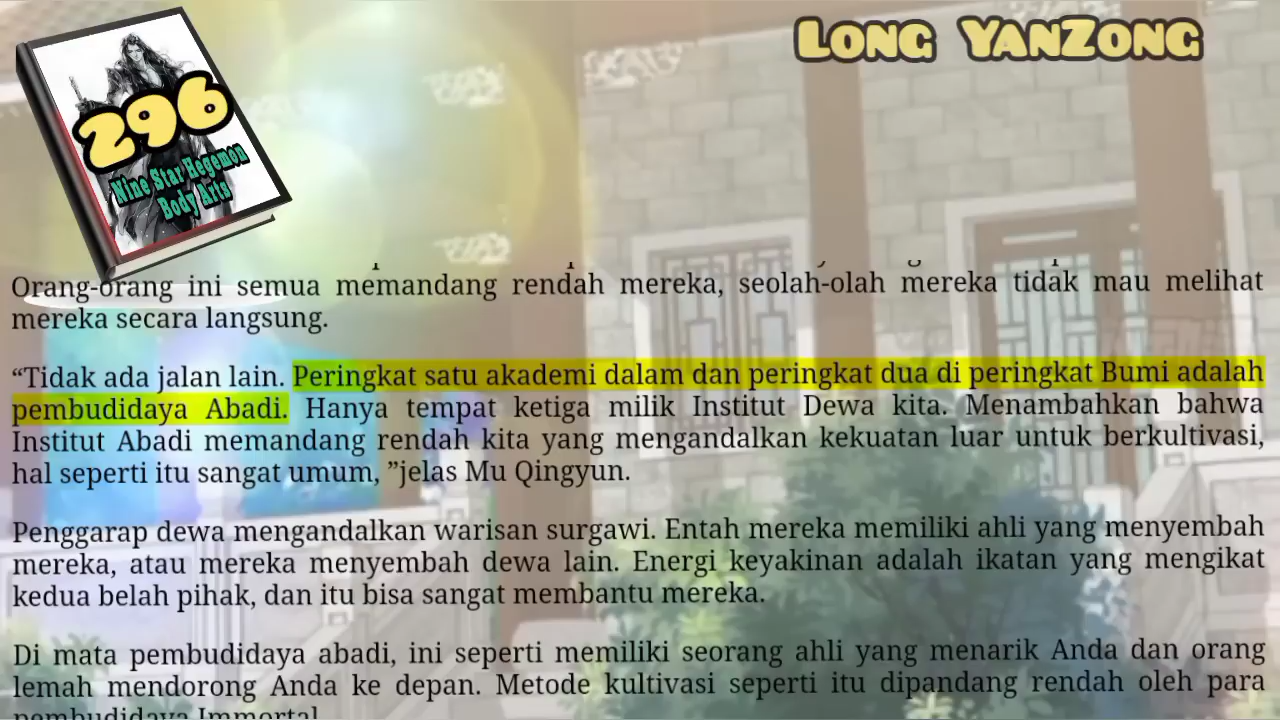 LONG YANZONG
296
Nine Star Hegemon
Body Arts
Orang-orang ini semua memandang rendah mereka, seolah-olah mereka tidak mau melihat
mereka secara langsung.
“Tidak ada jalan lain. Peringkat satu akademi dalam dan peringkat dua di peringkat Bumi adalah
pembudidaya Abadi. Hanya tempat ketiga milik Institut Dewa kita. Menambahkan bahwa
Institut Abadi memandang rendah kita yang mengandalkan kekuatan luar untuk berkultivasi,
hal seperti itu sangat umum, ”jelas Mu Qingyun.
Penggarap dewa mengandalkan warisan surgawi. Entah mereka memiliki ahli yang menyembah
mereka, atau mereka menyembah dewa lain. Energi keyakinan adalah ikatan yang mengikat
kedua belah pihak, dan itu bisa sangat membantu mereka.
Di mata pembudidaya abadi, ini seperti memiliki seorang ahli yang menarik Anda dan orang
lemah mendorong Anda ke depan. Metode kultivasi seperti itu dipandang rendah oleh para
pembudidaya Immortal